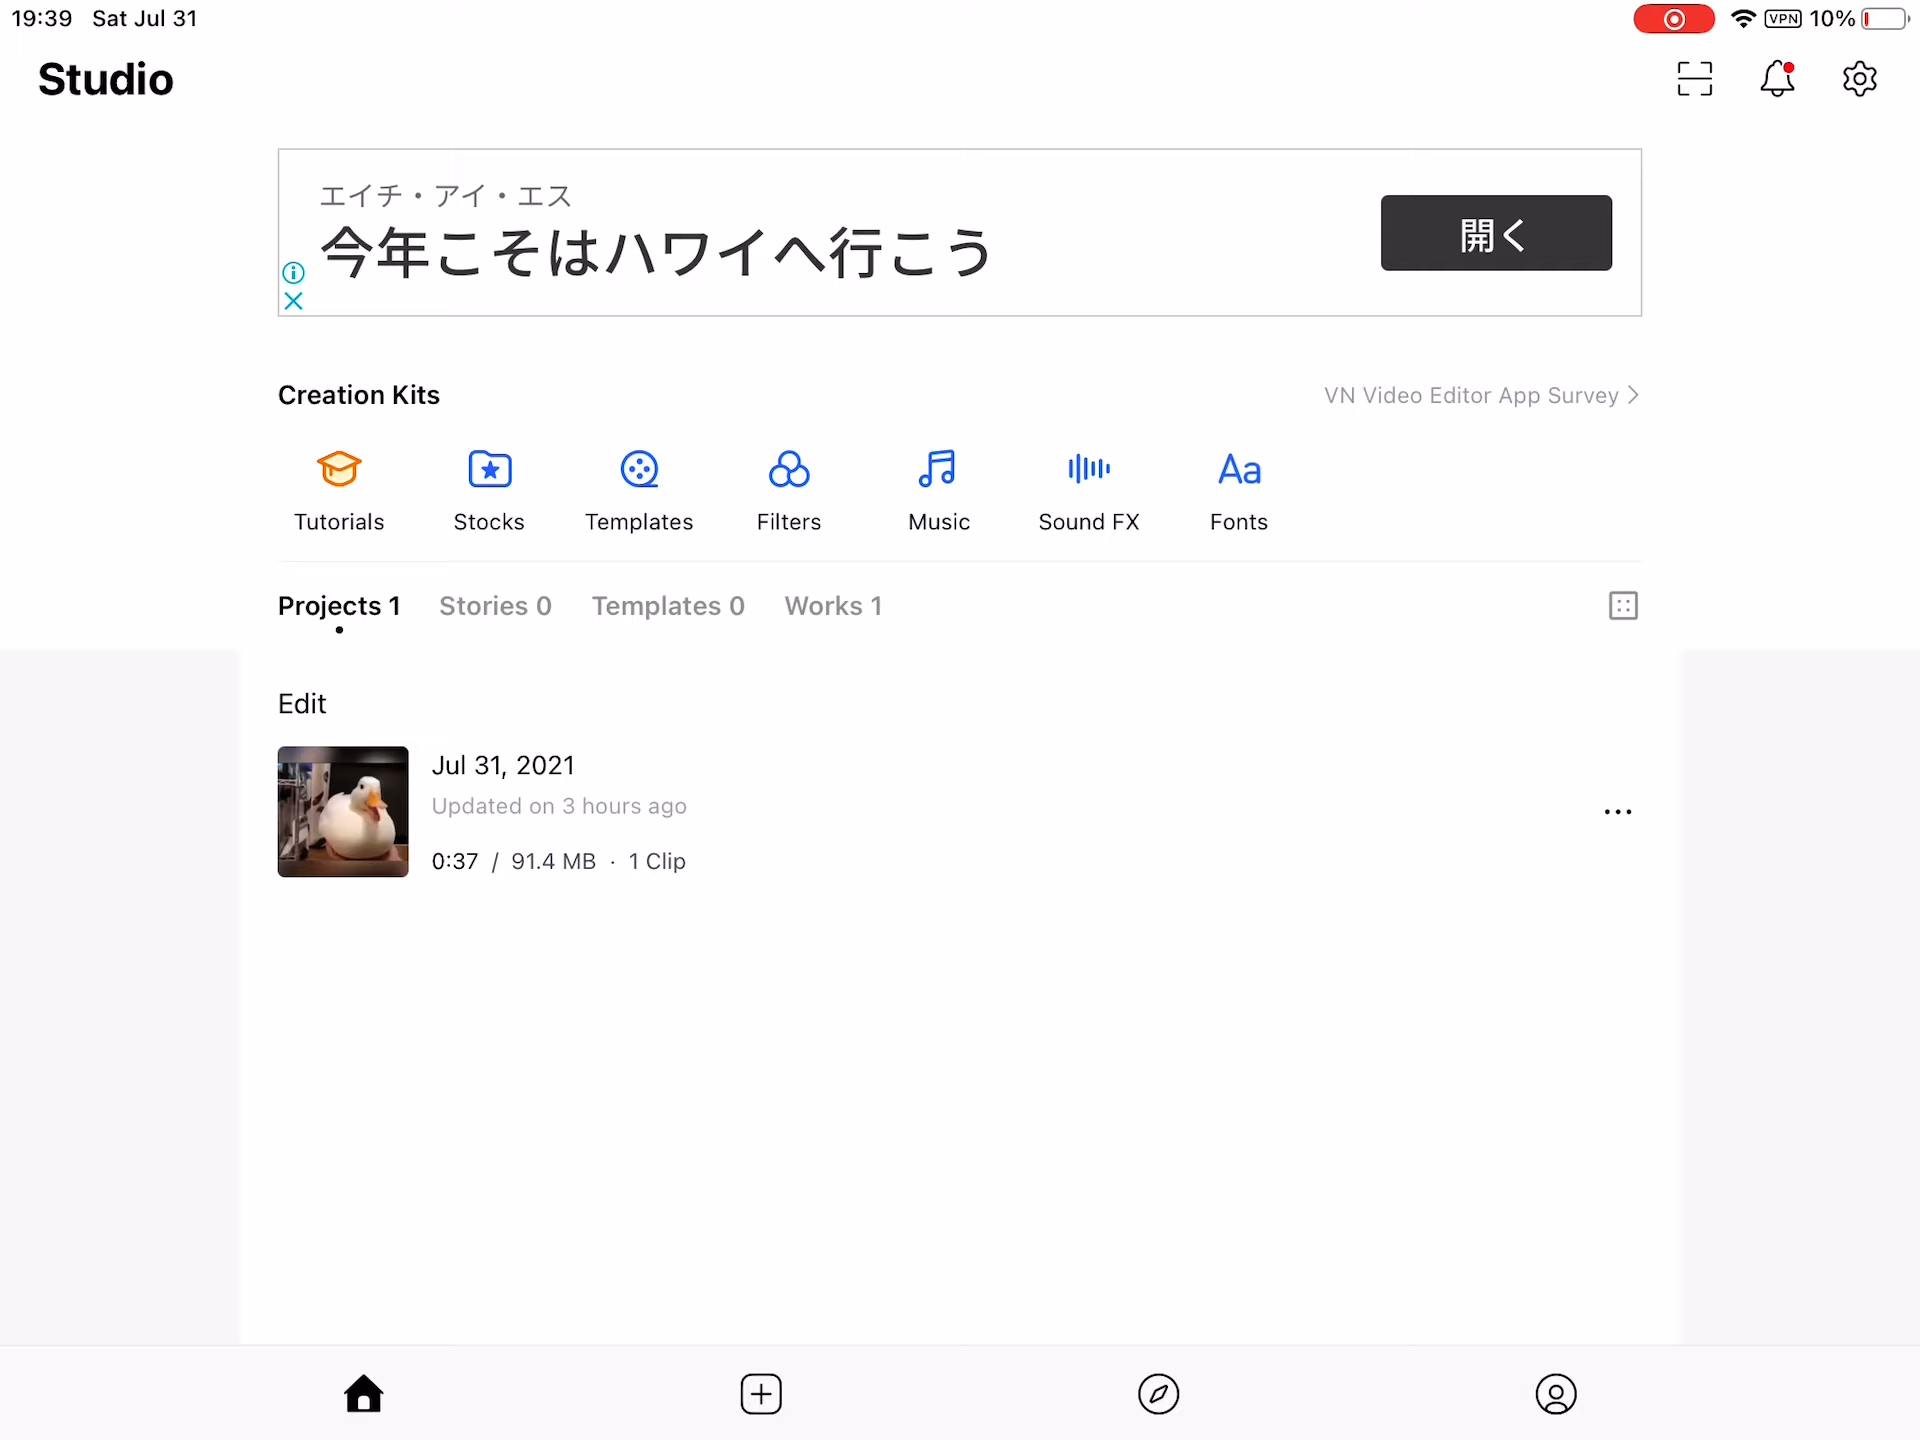 19:39 Sat Jul 31
VPN 10%
Studio
エイチ・アイ・エス
今年こそはハワイへ行こう
開く
Creation Kits
VN Video Editor App Survey
Tutorials
Stocks
Templates
Filters
Music
Aa
Sound FX
Fonts
Projects 1
Stories 0
Templates 0
Works 1
Edit
Jul 31, 2021
Updated on 3 hours ago
0:37 / 91.4 MB · 1 Clip